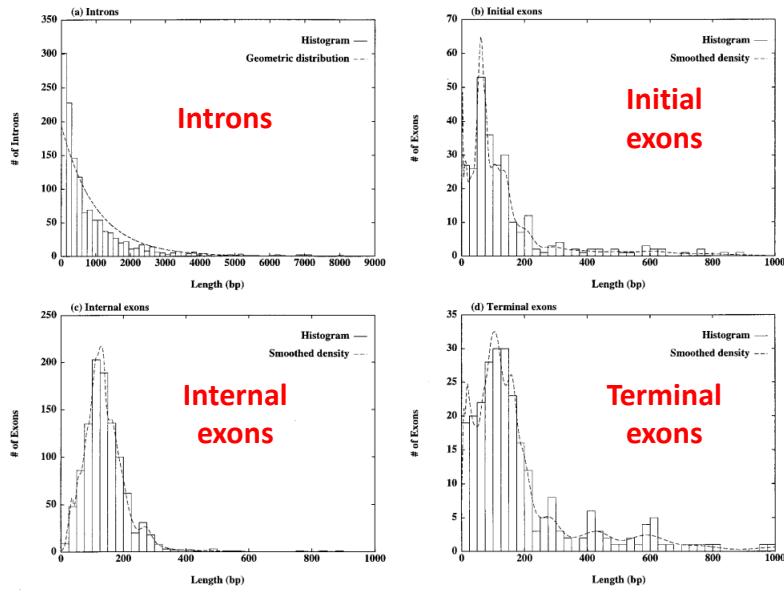 (a) Introns
350
300
250
200
150
100
50
0
# of Introns
Histogram
Geometric distribution
Introns
0 1000 2000 3000 4000 5000 6000 7000 8000 9000
Length (bp)
(b) Initial exons
70
60
50
40
30
20
10
0
# of Exons
Histogram
Smoothed density
Initial
exons
0 200 400 600 800 1000
Length (bp)
(c) Internal exons
250
200
150
100
50
0
# of Exons
Histogram
Smoothed density
Internal
exons
0 200 400 600 800 1000
Length (bp)
(d) Terminal exons
35
30
25
20
15
10
5
0
# of Exons
Histogram
Smoothed density
Terminal
exons
0 200 400 600 800 1000
Length (bp)